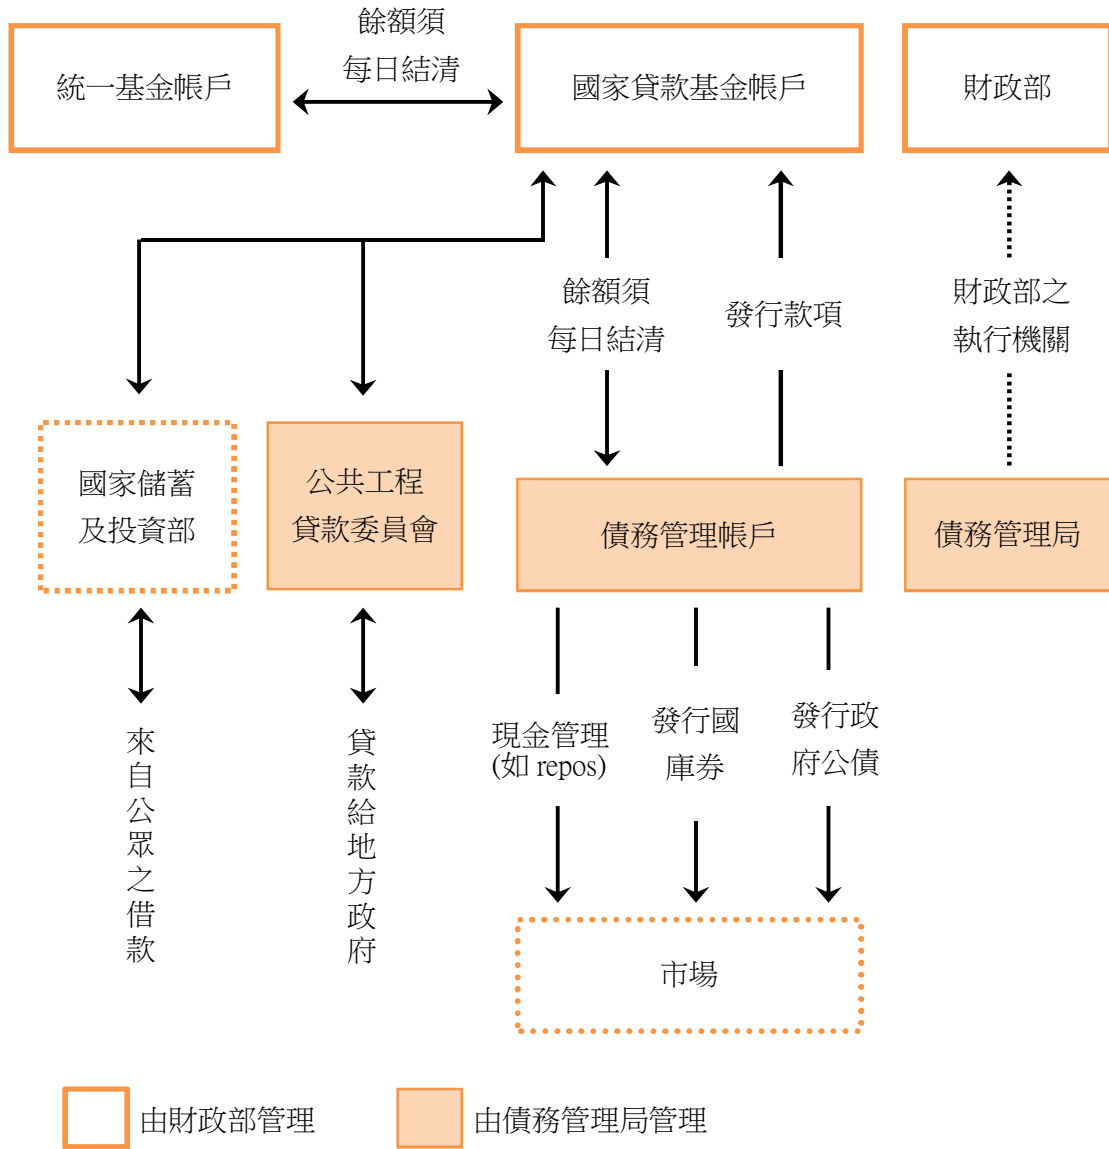 餘額須
每日結清
統一基金帳戶
國家貸款基金帳戶
財政部
餘額須
每日結清
發行款項
財政部之
執行機關
國家儲蓄
及投資部
公共工程
貸款委員會
債務管理帳戶
債務管理局
現金管理
(如 repos)
發行國
庫券
發行政
府公債
來自公眾之借款
貸款給地方政府
市場
由財政部管理
由債務管理局管理